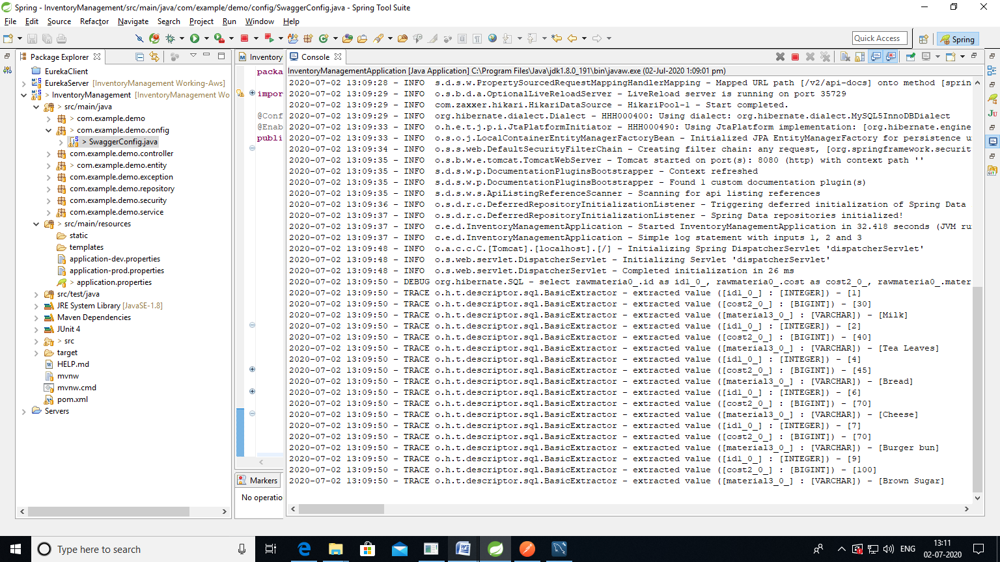 Spring - InventoryManagement/src/main/java/com/example/demo/config/SwaggerConfig.java - Spring Tool Suite
File Edit Source Refactor Navigate Search Project Run Window Help
Quick Access
Spring
Package Explorer
EurekaClient
EurekaServer [InventoryManagement Working-Aws]
> InventoryManagement [InventoryManagement Wo
> src/main/java
> com.example.demo
> com.example.demo.config
> SwaggerConfig.java
com.example.demo.controller
> com.example.demo.entity
com.example.demo.exception
com.example.demo.repository
com.example.demo.security
com.example.demo.service
> src/main/resources
static
templates
application-dev.properties
application-prod.properties
> application.properties
src/test/java
JRE System Library [JavaSE-1.8]
Maven Dependencies
JUnit 4
> src
target
HELP.md
mvnw
mvnw.cmd
pom.xml
Servers
Inventory
packa
impor
@Conf
@Enab
publi
Markers
No operatio
Console
InventoryManagementApplication [Java Application] C:\Program Files\Java\jdk1.8.0_191\bin\javaw.exe (02-Jul-2020 1:09:01 pm)
2020-07-02 13:09:28 - INFO s.d.s.w.PropertySourcedRequestMappingHandlerMapping - Mapped URL path [/v2/api-docs] onto method [sprin
2020-07-02 13:09:29 - INFO o.s.b.d.a.OptionalLiveReloadServer - LiveReload server is running on port 35729
2020-07-02 13:09:29 - INFO com.zaxxer.hikari.HikariDataSource - HikariPool-1 - Start completed.
2020-07-02 13:09:29 - INFO org.hibernate.dialect.Dialect - HHH000400: Using dialect: org.hibernate.dialect.MySQL5InnoDBDialect
2020-07-02 13:09:33 - INFO o.h.e.t.j.p.i.JtaPlatformInitiator - HHH000490: Using JtaPlatform implementation: [org.hibernate.engine
2020-07-02 13:09:33 - INFO o.s.o.j.LocalContainerEntityManagerFactoryBean - Initialized JPA EntityManagerFactory for persistence u
2020-07-02 13:09:34 - INFO o.s.s.web.DefaultSecurityFilterChain - Creating filter chain: any request, [org.springframework.securit
2020-07-02 13:09:35 - INFO o.s.b.w.e.tomcat.TomcatWebServer - Tomcat started on port(s): 8080 (http) with context path ''
2020-07-02 13:09:35 - INFO s.d.s.w.p.DocumentationPluginsBootstrapper - Context refreshed
2020-07-02 13:09:35 - INFO s.d.s.w.p.DocumentationPluginsBootstrapper - Found 1 custom documentation plugin(s)
2020-07-02 13:09:35 - INFO s.d.s.w.s.ApiListingReferenceScanner - Scanning for api listing references
2020-07-02 13:09:36 - INFO o.s.d.r.c.DeferredRepositoryInitializationListener - Triggering deferred initialization of Spring Data
2020-07-02 13:09:37 - INFO o.s.d.r.c.DeferredRepositoryInitializationListener - Spring Data repositories initialized!
2020-07-02 13:09:37 - INFO c.e.d.InventoryManagementApplication - Started InventoryManagementApplication in 32.418 seconds (JVM ru
2020-07-02 13:09:37 - INFO c.e.d.InventoryManagementApplication - Simple log statement with inputs 1, 2 and 3
2020-07-02 13:09:48 - INFO o.a.c.c.C.[Tomcat].[localhost].[/] - Initializing Spring DispatcherServlet 'dispatcherServlet'
2020-07-02 13:09:48 - INFO o.s.web.servlet.DispatcherServlet - Initializing Servlet 'dispatcherServlet'
2020-07-02 13:09:48 - INFO o.s.web.servlet.DispatcherServlet - Completed initialization in 26 ms
2020-07-02 13:09:50 - DEBUG org.hibernate.SQL - select rawmateria0_.id as id1_0_, rawmateria0_.cost as cost2_0_, rawmateria0_.mater
2020-07-02 13:09:50 - TRACE o.h.t.descriptor.sql.BasicExtractor - extracted value ([id1_0_] : [INTEGER]) - [1]
2020-07-02 13:09:50 - TRACE o.h.t.descriptor.sql.BasicExtractor - extracted value ([cost2_0_] : [BIGINT]) - [30]
2020-07-02 13:09:50 - TRACE o.h.t.descriptor.sql.BasicExtractor - extracted value ([material3_0_] : [VARCHAR]) - [Milk]
2020-07-02 13:09:50 - TRACE o.h.t.descriptor.sql.BasicExtractor - extracted value ([id1_0_] : [INTEGER]) - [2]
2020-07-02 13:09:50 - TRACE o.h.t.descriptor.sql.BasicExtractor - extracted value ([cost2_0_] : [BIGINT]) - [40]
2020-07-02 13:09:50 - TRACE o.h.t.descriptor.sql.BasicExtractor - extracted value ([material3_0_] : [VARCHAR]) - [Tea Leaves]
2020-07-02 13:09:50 - TRACE o.h.t.descriptor.sql.BasicExtractor - extracted value ([id1_0_] : [INTEGER]) - [4]
2020-07-02 13:09:50 - TRACE o.h.t.descriptor.sql.BasicExtractor - extracted value ([cost2_0_] : [BIGINT]) - [45]
2020-07-02 13:09:50 - TRACE o.h.t.descriptor.sql.BasicExtractor - extracted value ([material3_0_] : [VARCHAR]) - [Bread]
2020-07-02 13:09:50 - TRACE o.h.t.descriptor.sql.BasicExtractor - extracted value ([id1_0_] : [INTEGER]) - [6]
2020-07-02 13:09:50 - TRACE o.h.t.descriptor.sql.BasicExtractor - extracted value ([cost2_0_] : [BIGINT]) - [70]
2020-07-02 13:09:50 - TRACE o.h.t.descriptor.sql.BasicExtractor - extracted value ([material3_0_] : [VARCHAR]) - [Cheese]
2020-07-02 13:09:50 - TRACE o.h.t.descriptor.sql.BasicExtractor - extracted value ([id1_0_] : [INTEGER]) - [7]
2020-07-02 13:09:50 - TRACE o.h.t.descriptor.sql.BasicExtractor - extracted value ([cost2_0_] : [BIGINT]) - [70]
2020-07-02 13:09:50 - TRACE o.h.t.descriptor.sql.BasicExtractor - extracted value ([material3_0_] : [VARCHAR]) - [Burger bun]
2020-07-02 13:09:50 - TRACE o.h.t.descriptor.sql.BasicExtractor - extracted value ([id1_0_] : [INTEGER]) - [9]
2020-07-02 13:09:50 - TRACE o.h.t.descriptor.sql.BasicExtractor - extracted value ([cost2_0_] : [BIGINT]) - [100]
2020-07-02 13:09:50 - TRACE o.h.t.descriptor.sql.BasicExtractor - extracted value ([material3_0_] : [VARCHAR]) - [Brown Sugar]
Type here to search
ENG
13:11
02-07-2020